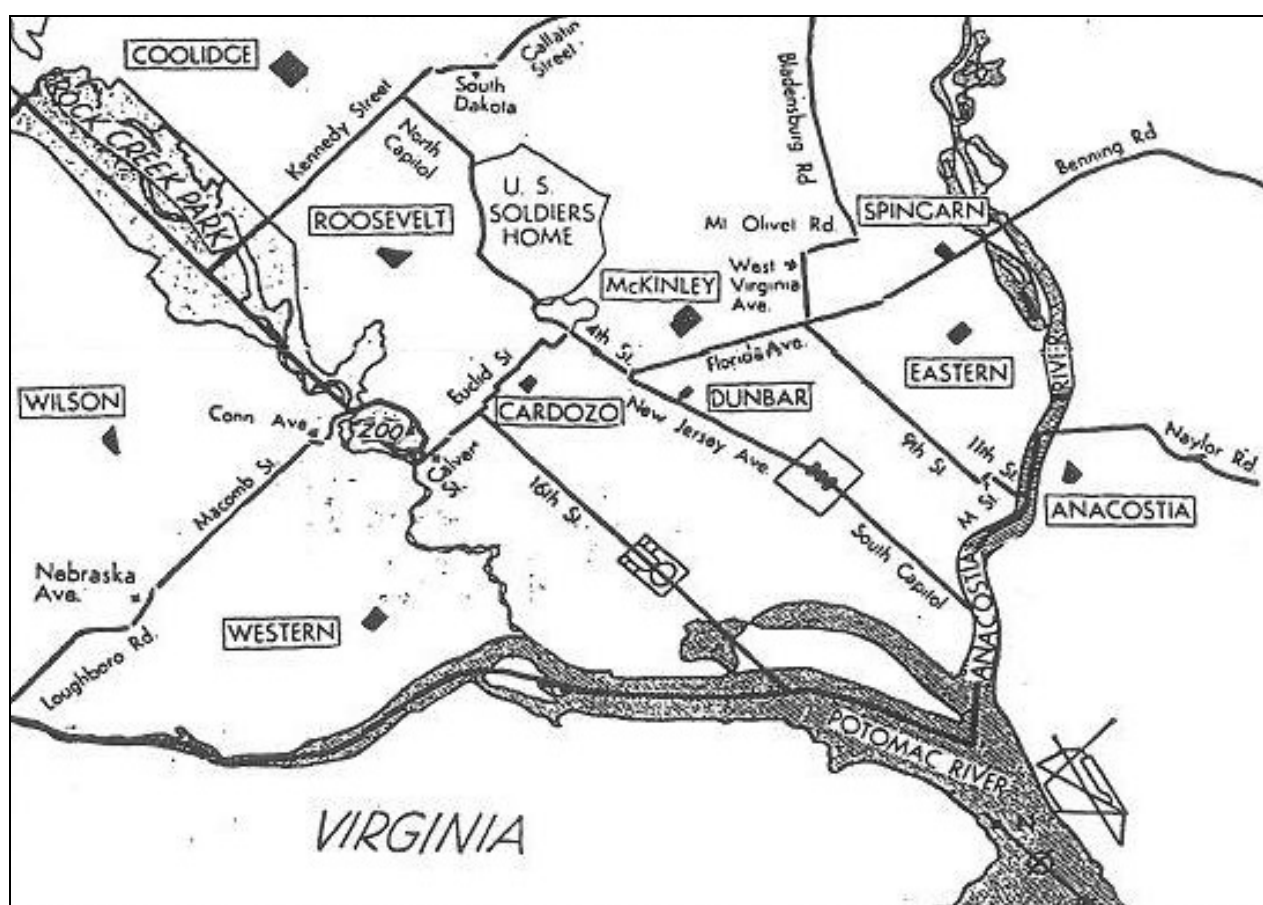 COOLIDGE
Gallatin
Street
South
Dakota
Kennedy Street
North
Capitol
ROCK CREEK PARK
ROOSEVELT
U. S.
SOLDIERS
HOME
Bladensburg Rd
Benning Rd
SPINGARN
Mt Olivet Rd.
West
Virginia
Ave.
McKINLEY
4th St.
Florida Ave.
EASTERN
Euclid St
WILSON
Conn Ave.
ZOO
CARDOZO
DUNBAR
New Jersey Ave.
Calvert
St.
9th St
11th St
M St.
RIVER
Naylor Rd.
ANACOSTIA
Macomb St.
16th St.
South Capitol
Nebraska
Ave.
WESTERN
Loughboro Rd.
ANACOSTIA
POTOMAC RIVER
VIRGINIA
N